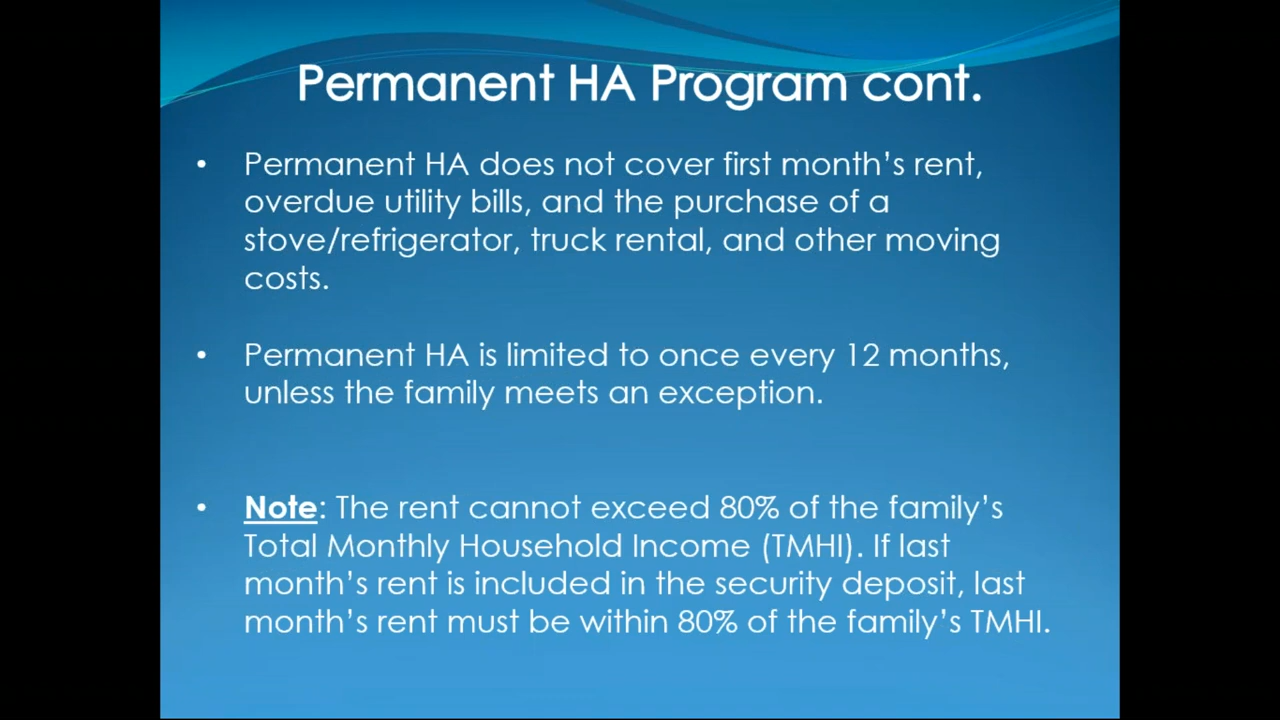 Permanent HA Program cont.
• Permanent HA does not cover first month’s rent,
overdue utility bills, and the purchase of a
stove/refrigerator, truck rental, and other moving
costs.
• Permanent HA is limited to once every 12 months,
unless the family meets an exception.
• Note: The rent cannot exceed 80% of the family’s
Total Monthly Household Income (TMHI). If last
month’s rent is included in the security deposit, last
month’s rent must be within 80% of the family’s TMHI.